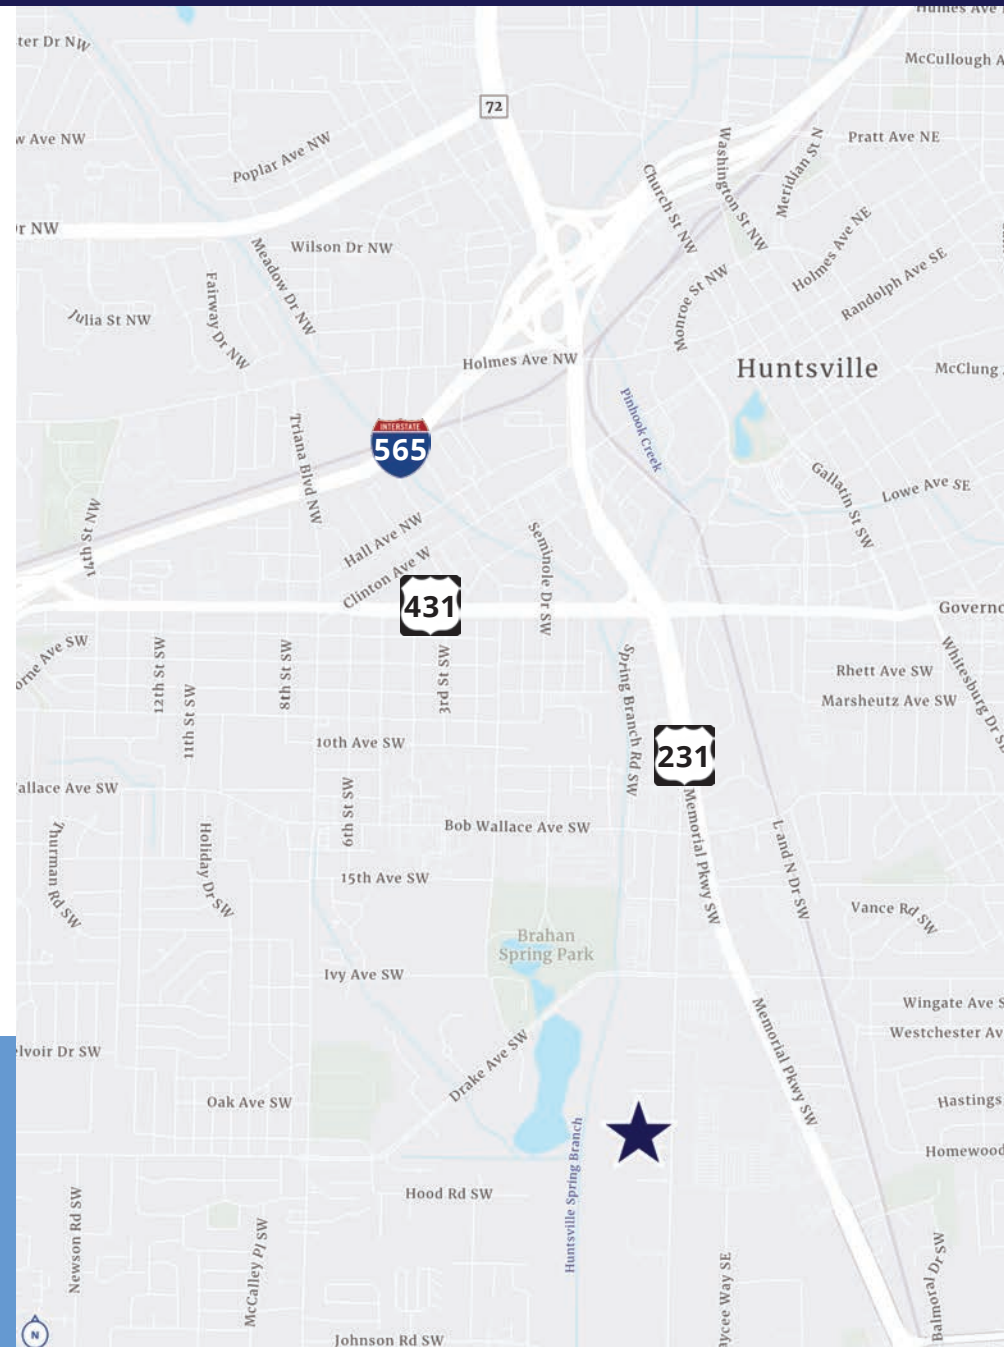 Humes Ave
ter Dr NW
McCullough A
72
w Ave NW
Poplar Ave NW
Washington St NW
Meridian St N
Pratt Ave NE
Church St NW
r NW
Wilson Dr NW
Meadow Dr NW
Holmes Ave NE
Randolph Ave SE
Fairway Dr NW
Monroe St NW
Julia St NW
Holmes Ave NW
Huntsville
McClung
Pinhook Creek
INTERSTATE
565
Triana Blvd NW
Gallatin St SW
Lowe Ave SE
14th St NW
Hall Ave NW
Seminole Dr SW
Clinton Ave W
431
Governo
orne Ave SW
12th St SW
8th St SW
3rd St SW
Spring Branch Rd SW
Whitesburg Dr S
Rhett Ave SW
11th St SW
Marsheutz Ave SW
10th Ave SW
231
allace Ave SW
6th St SW
Memorial Pkwy SW
Bob Wallace Ave SW
Thurman Rd SW
Holiday Dr SW
L and N Dr SW
15th Ave SW
Vance Rd SW
Brahan
Spring Park
Ivy Ave SW
Memorial Pkwy SW
Wingate Ave S
Westchester Av
elvoir Dr SW
Drake Ave SW
Oak Ave SW
Hastings
Huntsville Spring Branch
Homewood
Hood Rd SW
Newson Rd SW
McCalley Pl SW
aycee Way SE
Balmoral Dr SW
N
Johnson Rd SW